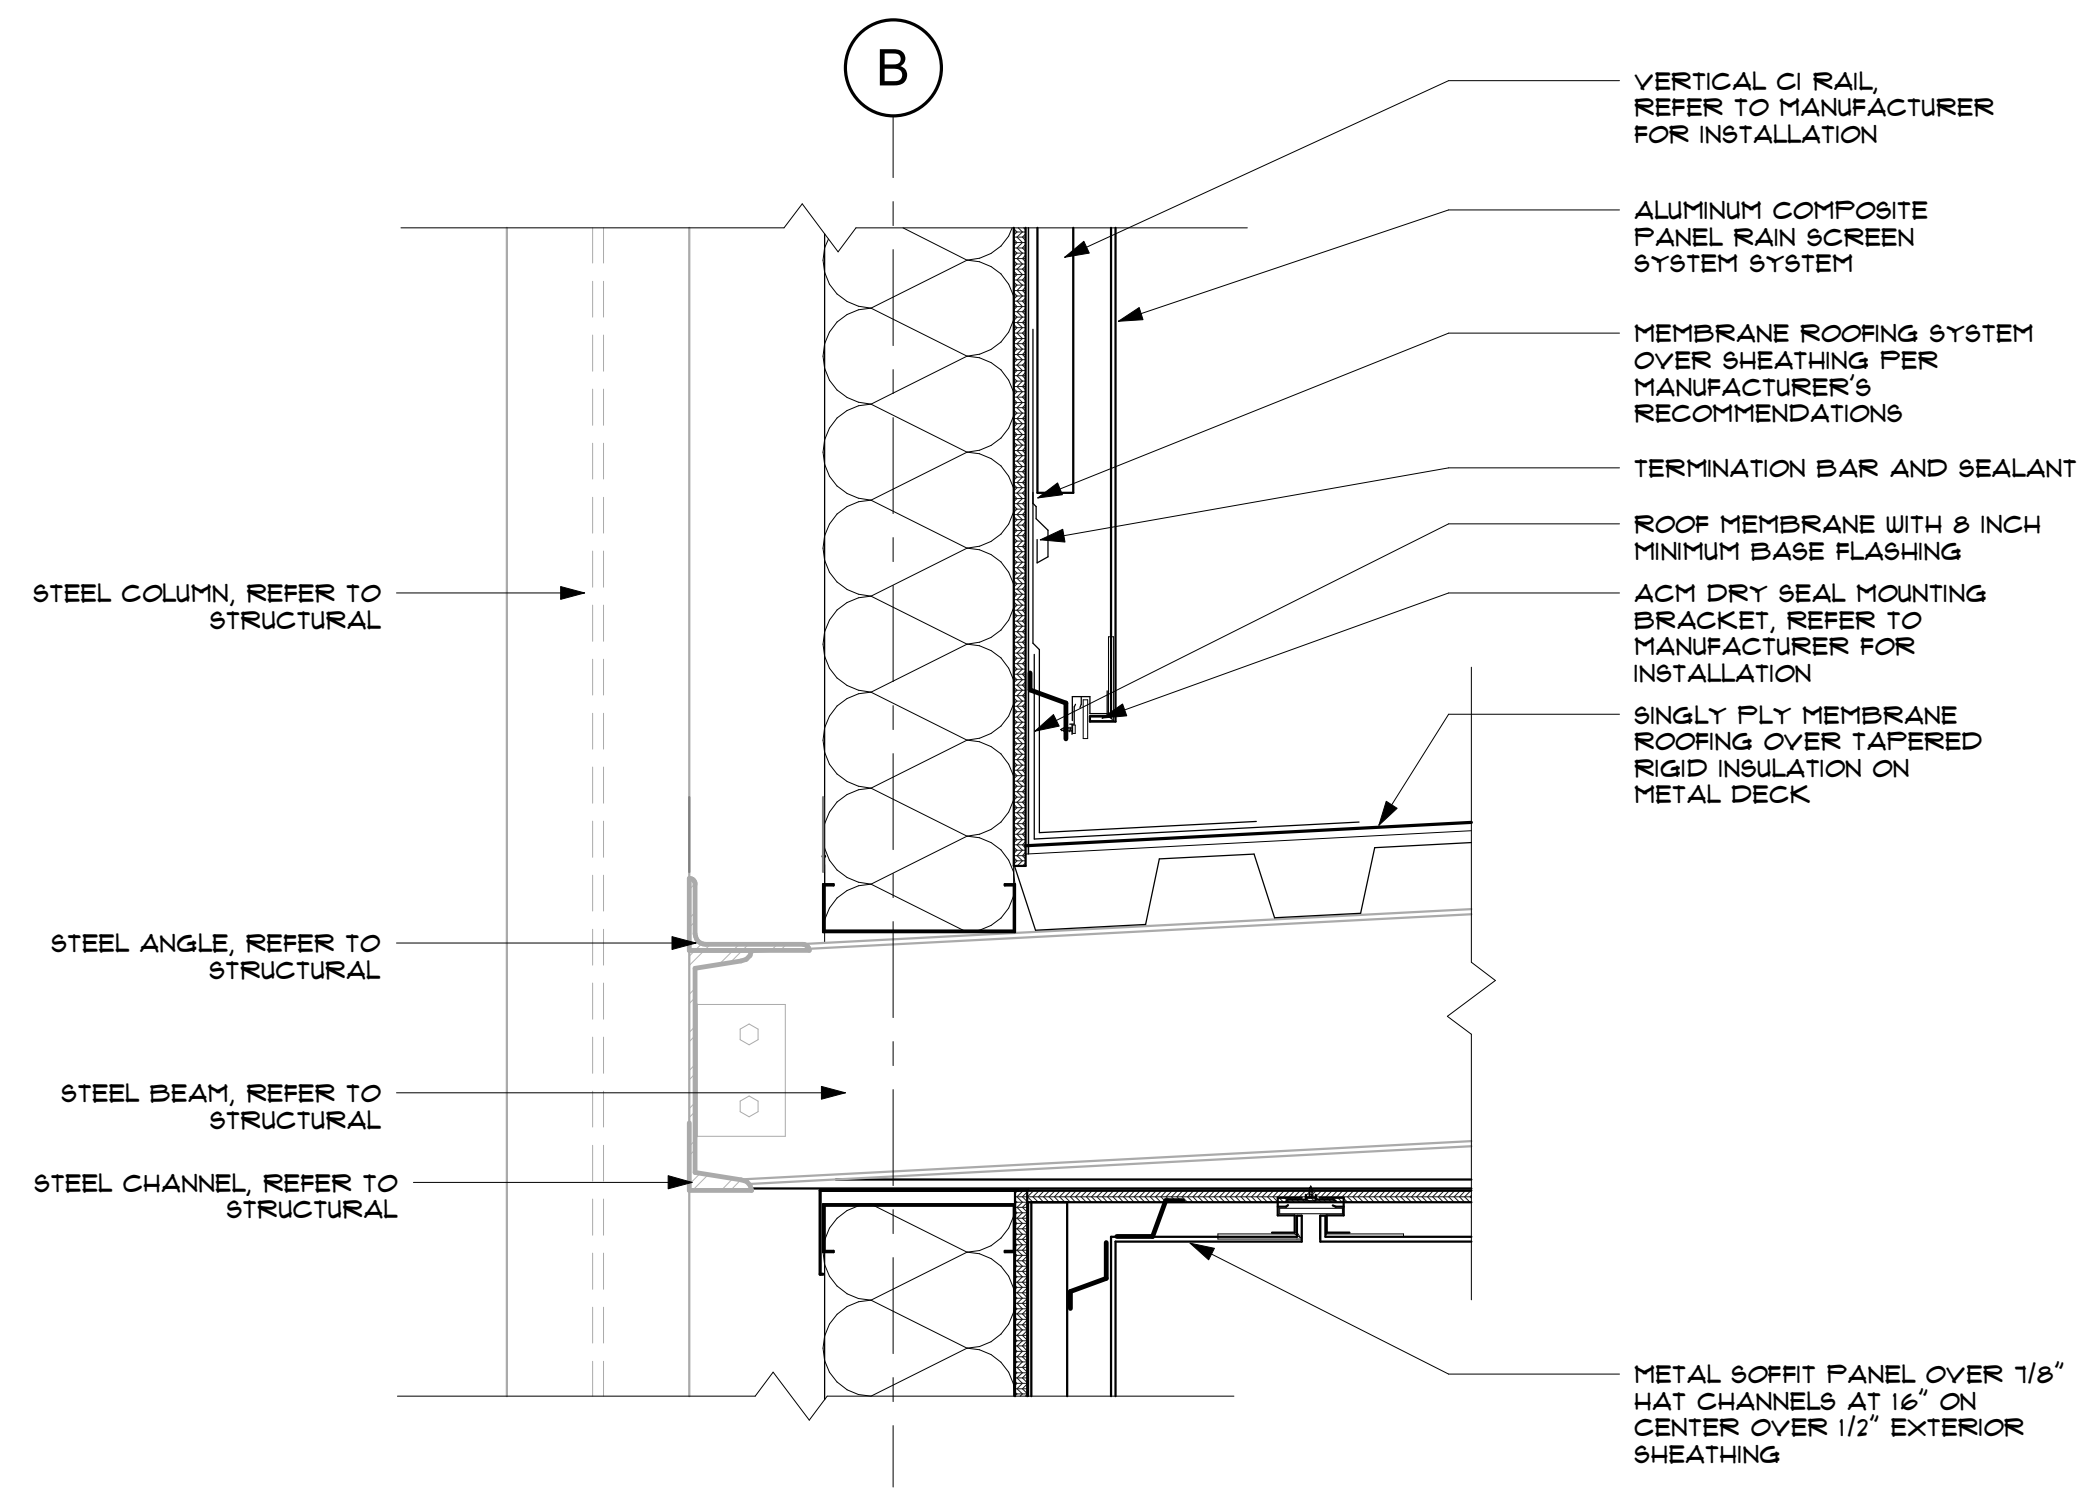 B
VERTICAL CI RAIL,
REFER TO MANUFACTURER
FOR INSTALLATION
ALUMINUM COMPOSITE
PANEL RAIN SCREEN
SYSTEM SYSTEM
MEMBRANE ROOFING SYSTEM
OVER SHEATHING PER
MANUFACTURER'S
RECOMMENDATIONS
TERMINATION BAR AND SEALANT
ROOF MEMBRANE WITH 8 INCH
MINIMUM BASE FLASHING
ACM DRY SEAL MOUNTING
BRACKET, REFER TO
MANUFACTURER FOR
INSTALLATION
SINGLY PLY MEMBRANE
ROOFING OVER TAPERED
RIGID INSULATION ON
METAL DECK
METAL SOFFIT PANEL OVER 7/8"
HAT CHANNELS AT 16" ON
CENTER OVER 1/2" EXTERIOR
SHEATHING
STEEL COLUMN, REFER TO
STRUCTURAL
STEEL ANGLE, REFER TO
STRUCTURAL
STEEL BEAM, REFER TO
STRUCTURAL
STEEL CHANNEL, REFER TO
STRUCTURAL